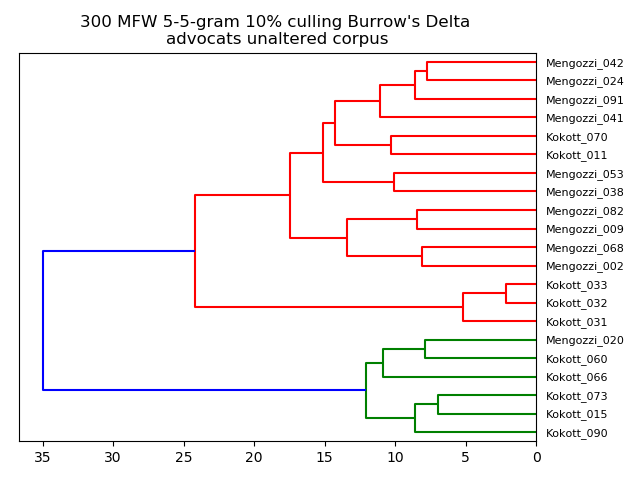 300 MFW 5-5-gram 10% culling Burrow's Delta
advocats unaltered corpus
Mengozzi_042
Mengozzi_024
Mengozzi_091
Mengozzi_041
Kokott_070
Kokott_011
Mengozzi_053
Mengozzi_038
Mengozzi_082
Mengozzi_009
Mengozzi_068
Mengozzi_002
Kokott_033
Kokott_032
Kokott_031
Mengozzi_020
Kokott_060
Kokott_066
Kokott_073
Kokott_015
Kokott_090
35 30 25 20 15 10 5 0